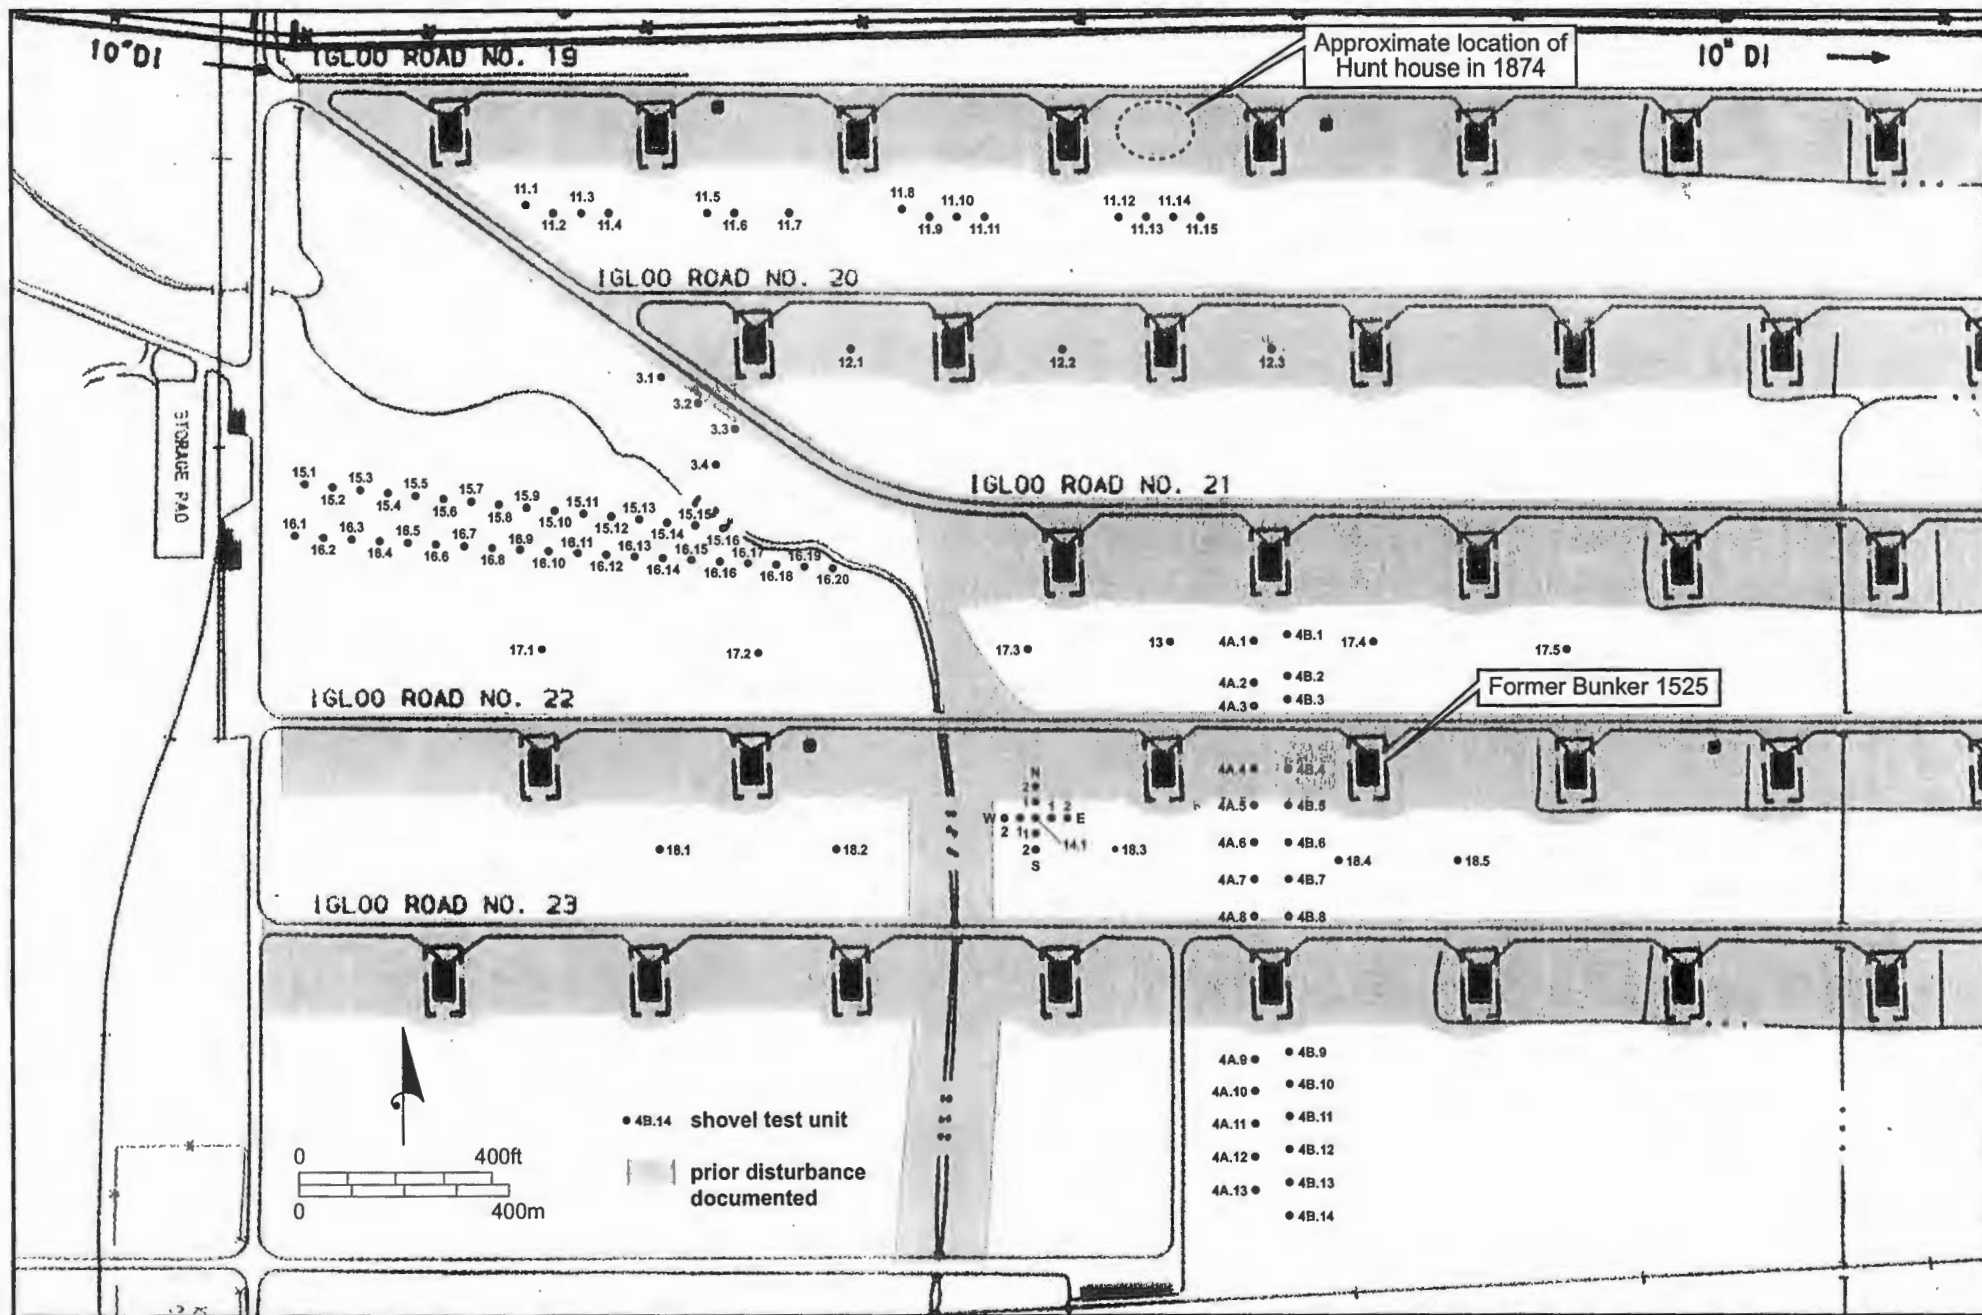 10" DI
IGLOO ROAD NO. 19
Approximate location of
Hunt house in 1874
10" DI
11.1
11.3
11.2
11.4
11.5
11.6
11.7
11.8
11.10
11.9
11.11
11.12
11.14
11.13
11.15
IGLOO ROAD NO. 20
12.1
12.2
12.3
3.1
3.2
3.3
3.4
STORAGE PAD
IGLOO ROAD NO. 21
15.1
15.2
15.3
15.4
15.5
15.6
15.7
15.8
15.9
15.10
15.11
15.12
15.13
15.14
15.15
15.16
16.1
16.2
16.3
16.4
16.5
16.6
16.7
16.8
16.9
16.10
16.11
16.12
16.13
16.14
16.15
16.16
16.17
16.18
16.19
16.20
17.1
17.2
17.3
13
4A.1
4B.1
17.4
17.5
4A.2
4B.2
4A.3
4B.3
Former Bunker 1525
IGLOO ROAD NO. 22
4A.4
4B.4
N
2
1
W
2
1
1
2
E
1
2
S
14.1
4A.5
4B.5
18.1
18.2
18.3
4A.6
4B.6
18.4
18.5
4A.7
4B.7
4A.8
4B.8
IGLOO ROAD NO. 23
4A.9
4B.9
4A.10
4B.10
4A.11
4B.11
4A.12
4B.12
4A.13
4B.13
4B.14
4B.14 shovel test unit
prior disturbance
documented
0 400ft
0 400m